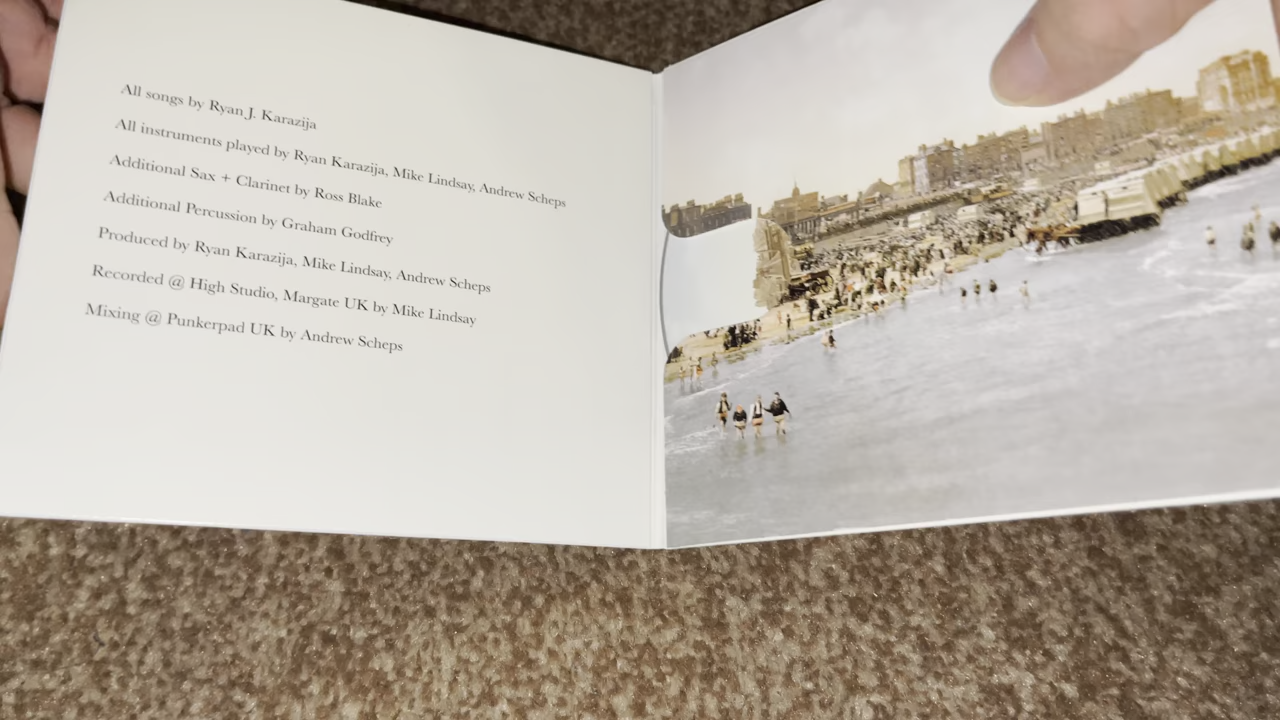 All songs by Ryan J. Karazija
All instruments played by Ryan Karazija, Mike Lindsay, Andrew Scheps
Additional Sax + Clarinet by Ross Blake
Additional Percussion by Graham Godfrey
Produced by Ryan Karazija, Mike Lindsay, Andrew Scheps
Recorded @ High Studio, Margate UK by Mike Lindsay
Mixing @ Punkerpad UK by Andrew Scheps